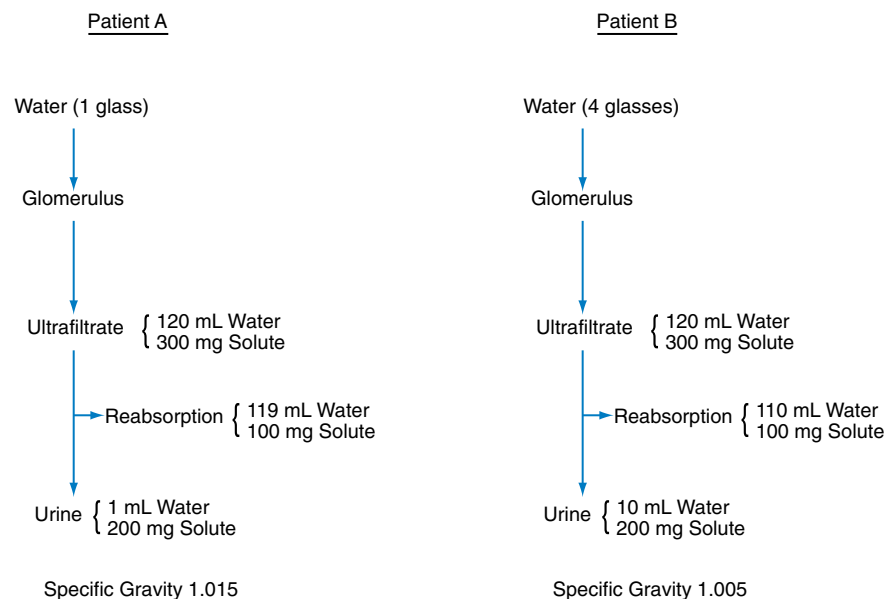 Patient A
Water (1 glass)
Glomerulus
Ultrafiltrate { 120 mL Water
300 mg Solute
Reabsorption { 119 mL Water
100 mg Solute
Urine { 1 mL Water
200 mg Solute
Specific Gravity 1.015
Patient B
Water (4 glasses)
Glomerulus
Ultrafiltrate { 120 mL Water
300 mg Solute
Reabsorption { 110 mL Water
100 mg Solute
Urine { 10 mL Water
200 mg Solute
Specific Gravity 1.005